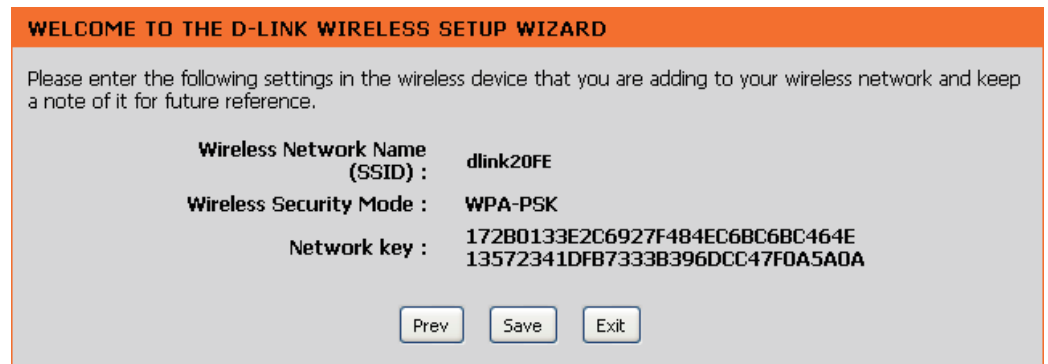 WELCOME TO THE D-LINK WIRELESS SETUP WIZARD
Please enter the following settings in the wireless device that you are adding to your wireless network and keep
a note of it for future reference.
Wireless Network Name
(SSID) : dlink20FE
Wireless Security Mode : WPA-PSK
Network key : 172B0133E2C6927F484EC6BC6BC464E
13572341DFB7333B396DCC47F0A5A0A
Prev Save Exit